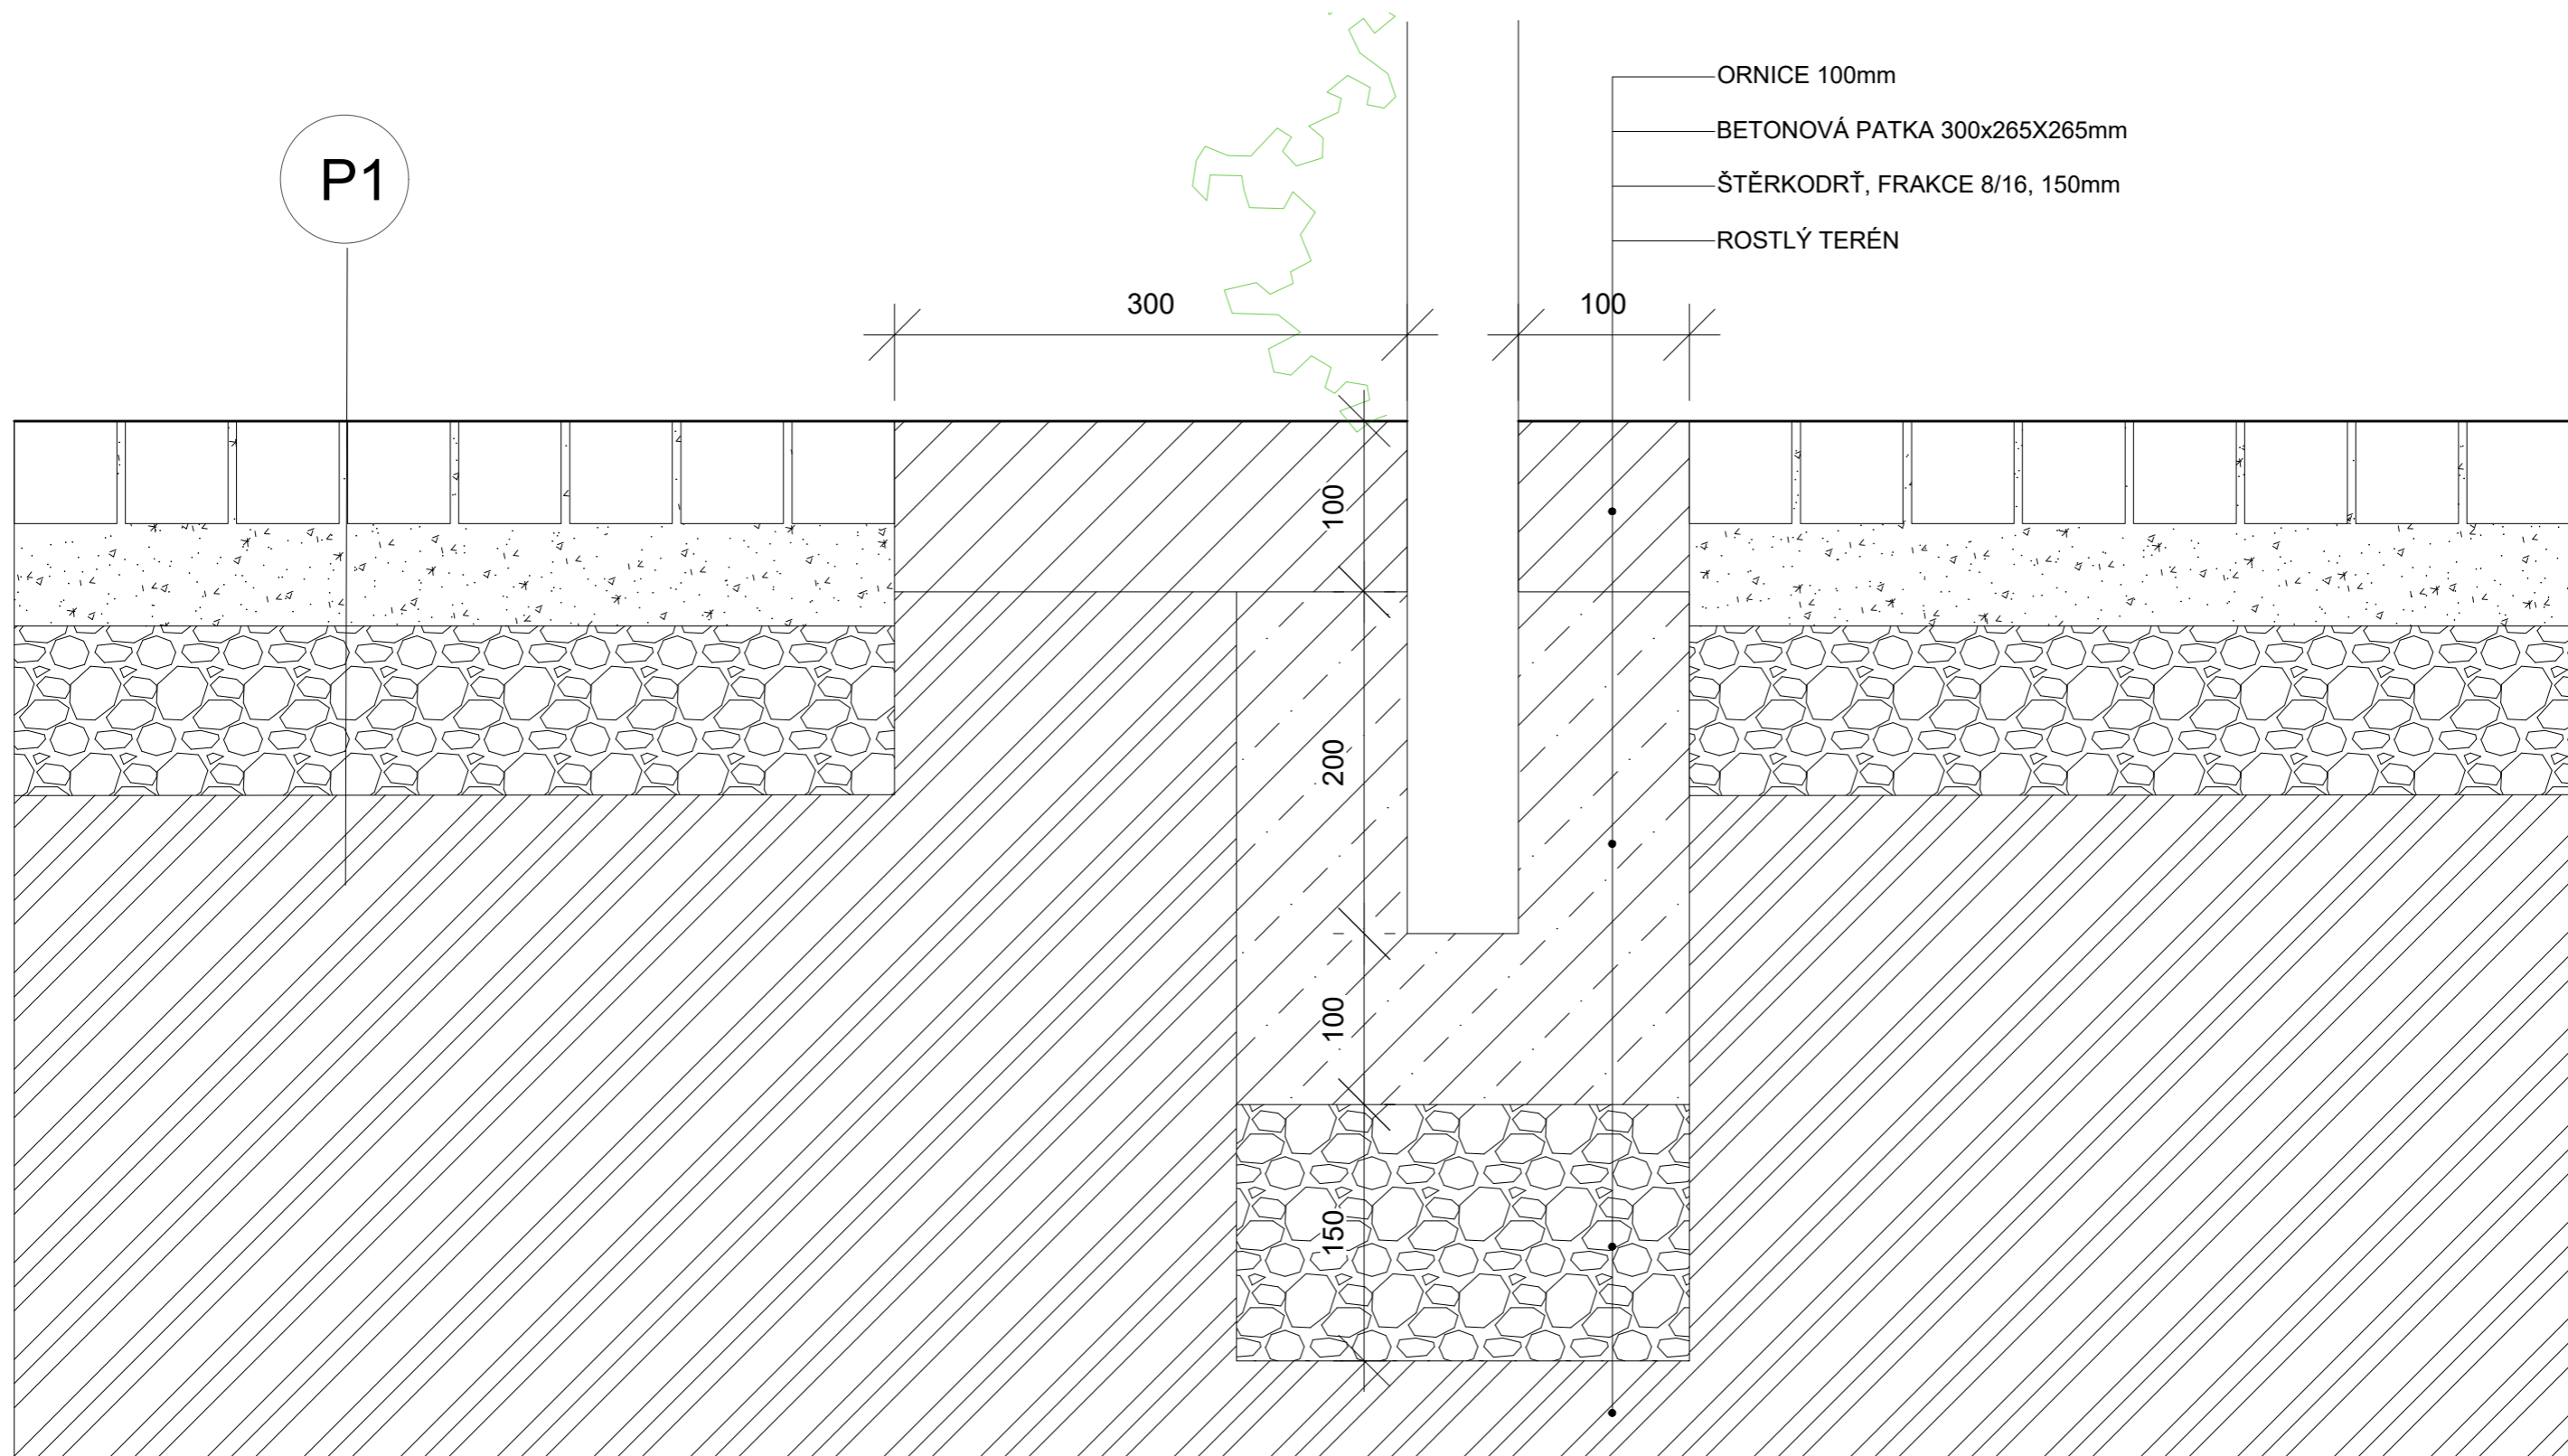 ORNICE 100mm
P1
BETONOVÁ PATKA 300x265X265mm
ŠTĚRKODRŤ, FRAKCE 8/16, 150mm
ROSTLÝ TERÉN
300
100
100
200
100
150